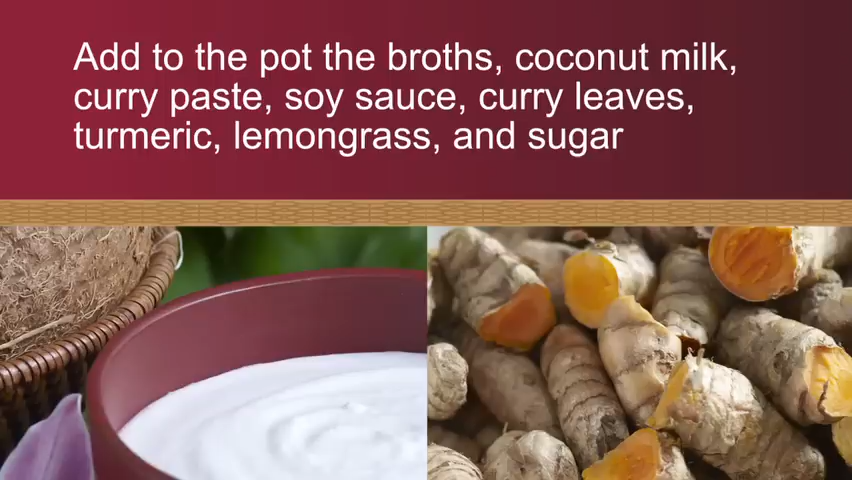 Add to the pot the broths, coconut milk,
curry paste, soy sauce, curry leaves,
turmeric, lemongrass, and sugar